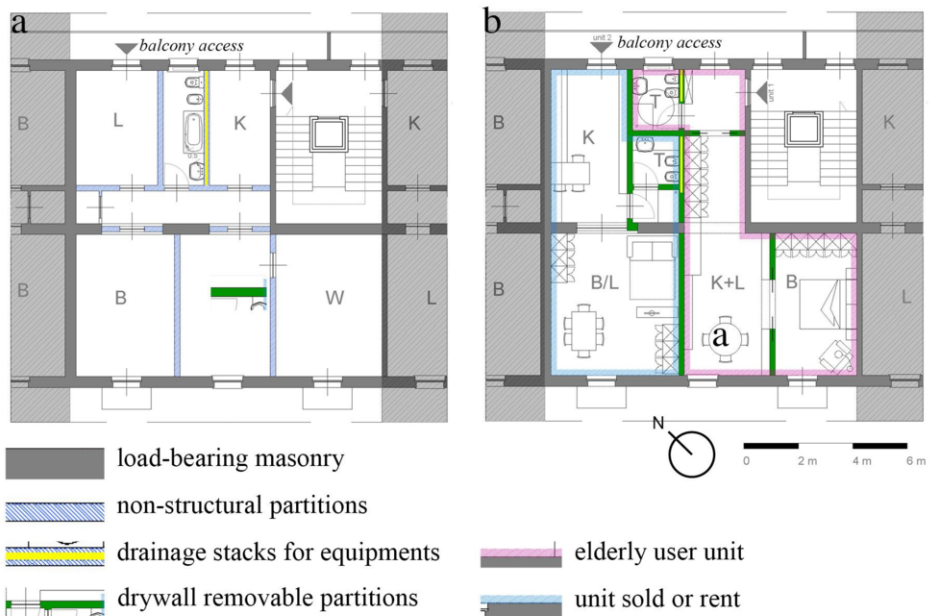 a
balcony access
B
L
K
K
B
B
W
L
b
unit 2
balcony access
unit 1
B
K
T
T
K
B
B/L
K+L
B
L
a
N
0 2 m 4 m 6 m
load-bearing masonry
non-structural partitions
drainage stacks for equipments
drywall removable partitions
elderly user unit
unit sold or rent